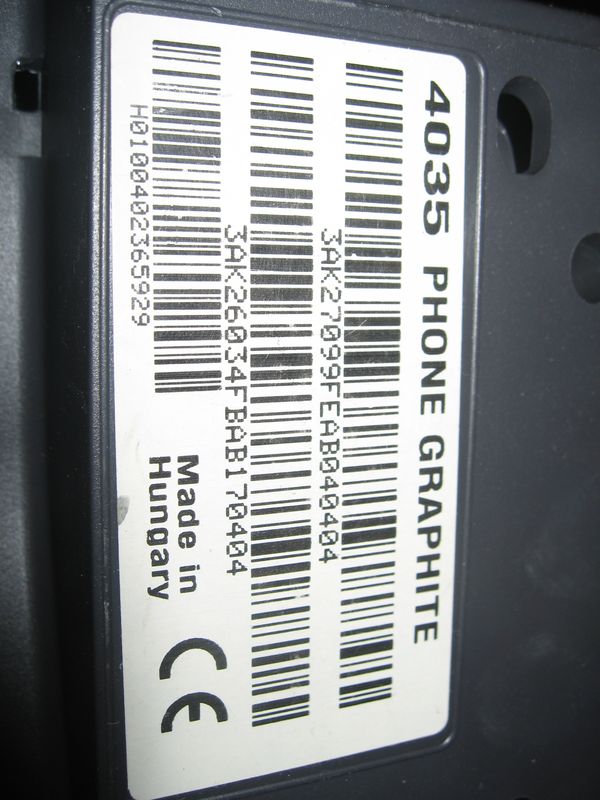 4035 PHONE GRAPHITE
3AK27099FEAB040404
3AK26034FBAB170404
H0100402365929
Made in
Hungary
CE